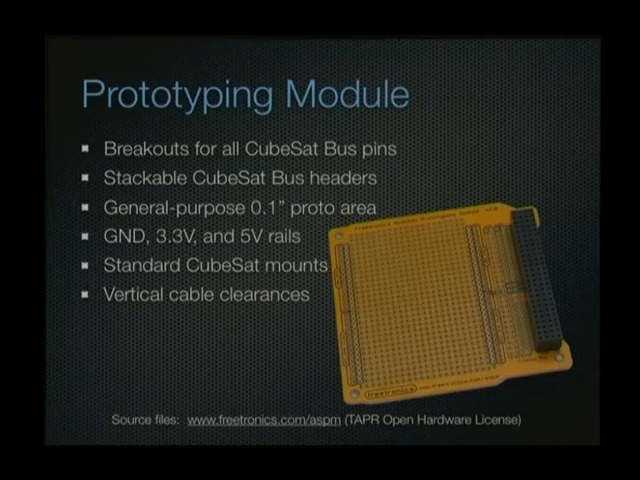 Prototyping Module
Breakouts for all CubeSat Bus pins
Stackable CubeSat Bus headers
General-purpose 0.1” proto area
GND, 3.3V, and 5V rails
Standard CubeSat mounts
Vertical cable clearances
freetronics
Source files: www.freetronics.com/aspm (TAPR Open Hardware License)